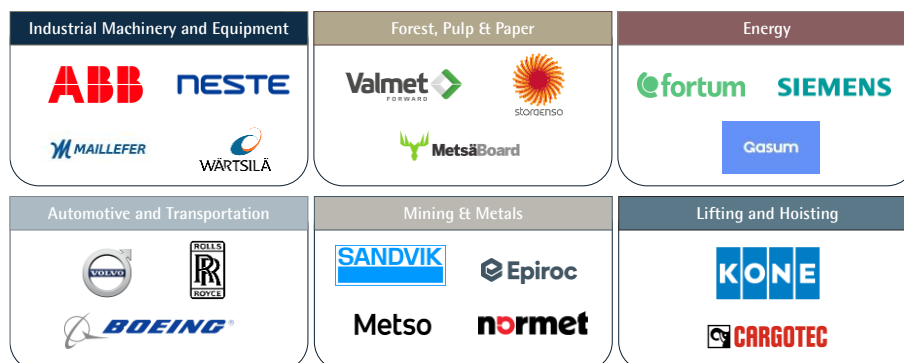 Industrial Machinery and Equipment
ABB
NESTE
MAILLEFER
WÄRTSILÄ
Forest, Pulp & Paper
Valmet
FORWARD
storaenso
MetsäBoard
Energy
fortum
SIEMENS
Gasum
Automotive and Transportation
VOLVO
ROLLS
RR
ROYCE
BOEING®
Mining & Metals
SANDVIK
Epiroc
Metso
normet
Lifting and Hoisting
KONE
CARGOTEC